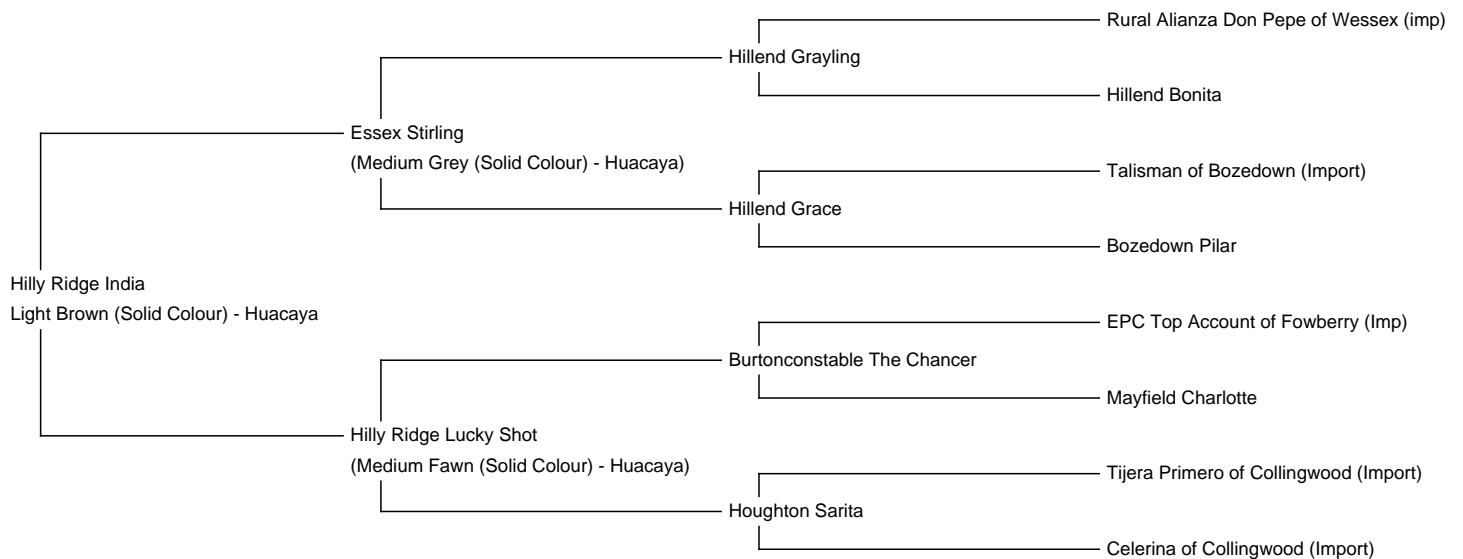 Rural Alianza Don Pepe of Wessex (imp)
Hillend Grayling
Hillend Bonita
Essex Stirling
(Medium Grey (Solid Colour) - Huacaya)
Talisman of Bozedown (Import)
Hillend Grace
Bozedown Pilar
Hilly Ridge India
Light Brown (Solid Colour) - Huacaya
EPC Top Account of Fowberry (Imp)
Burtonconstable The Chancer
Mayfield Charlotte
Hilly Ridge Lucky Shot
(Medium Fawn (Solid Colour) - Huacaya)
Tijera Primero of Collingwood (Import)
Houghton Sarita
Celerina of Collingwood (Import)